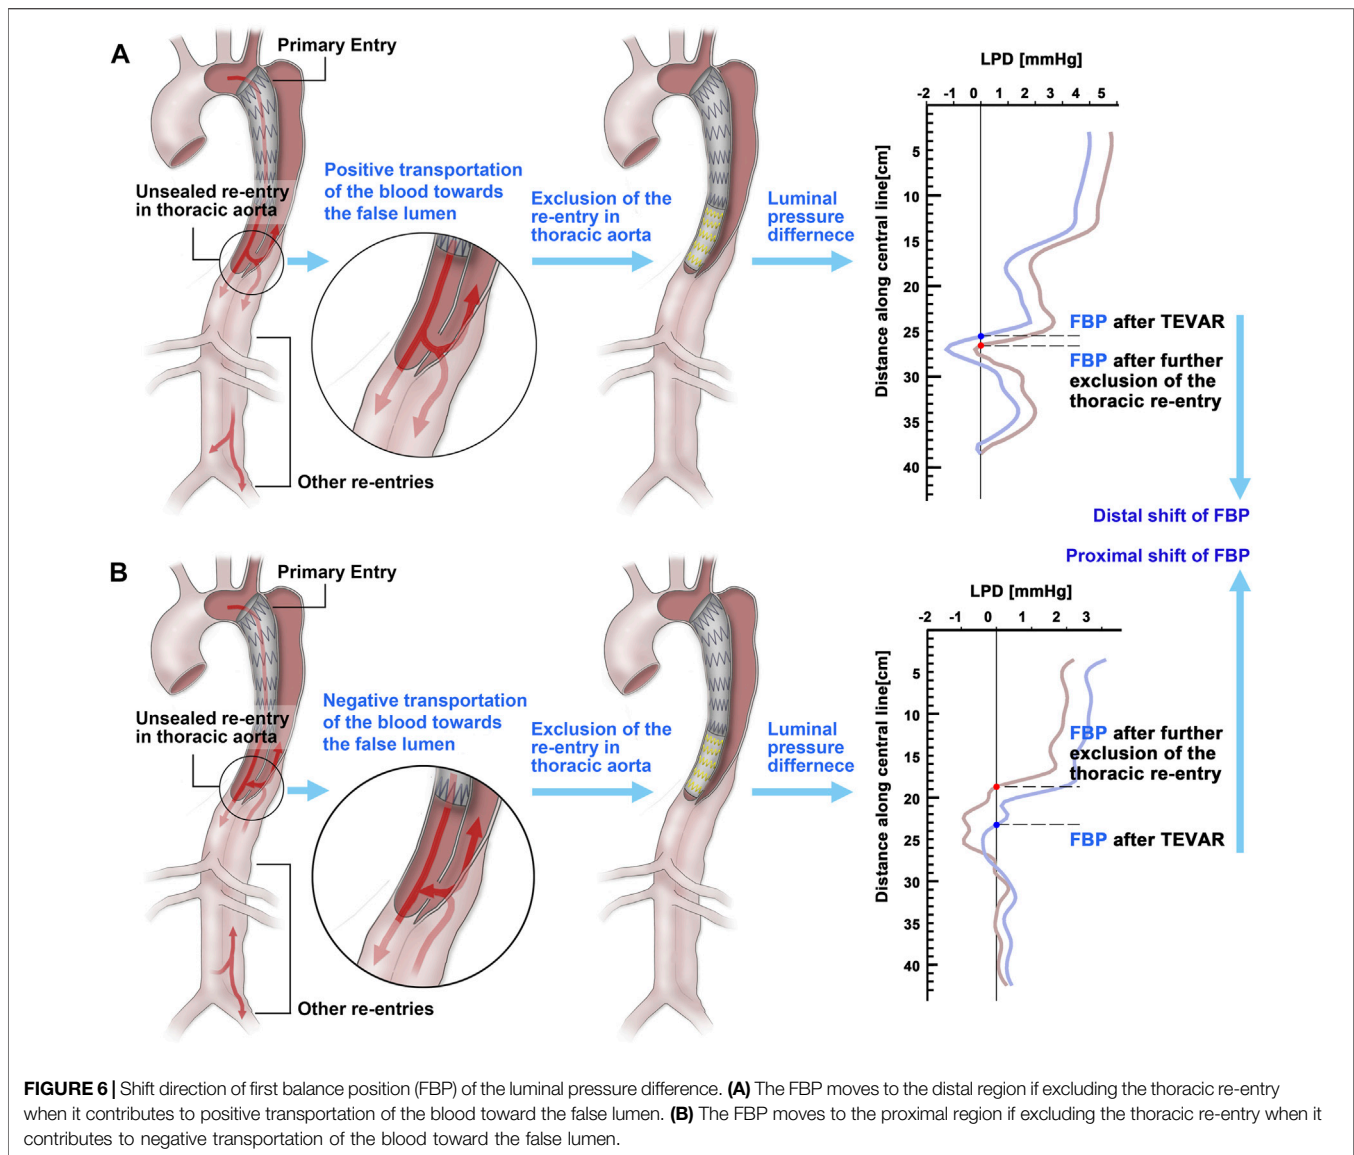 A
Primary Entry
Unsealed re-entry
in thoracic aorta
Positive transportation
of the blood towards
the false lumen
Exclusion of the
re-entry in
thoracic aorta
Luminal
pressure
differnece
Other re-entries
LPD [mmHg]
-2 -1 0 1 2 3 4 5
Distance along central line[cm]
5
10
15
20
25
30
35
40
FBP after TEVAR
FBP after further
exclusion of the
thoracic re-entry
Distal shift of FBP
Proximal shift of FBP
B
Primary Entry
Unsealed re-entry
in thoracic aorta
Negative transportation
of the blood towards
the false lumen
Exclusion of the
re-entry in
thoracic aorta
Luminal
pressure
differnece
Other re-entries
LPD [mmHg]
-2 -1 0 1 2 3
Distance along central line[cm]
5
10
15
20
25
30
35
40
FBP after further
exclusion of the
thoracic re-entry
FBP after TEVAR
FIGURE 6 | Shift direction of first balance position (FBP) of the luminal pressure difference. (A) The FBP moves to the distal region if excluding the thoracic re-entry
when it contributes to positive transportation of the blood toward the false lumen. (B) The FBP moves to the proximal region if excluding the thoracic re-entry when it
contributes to negative transportation of the blood toward the false lumen.